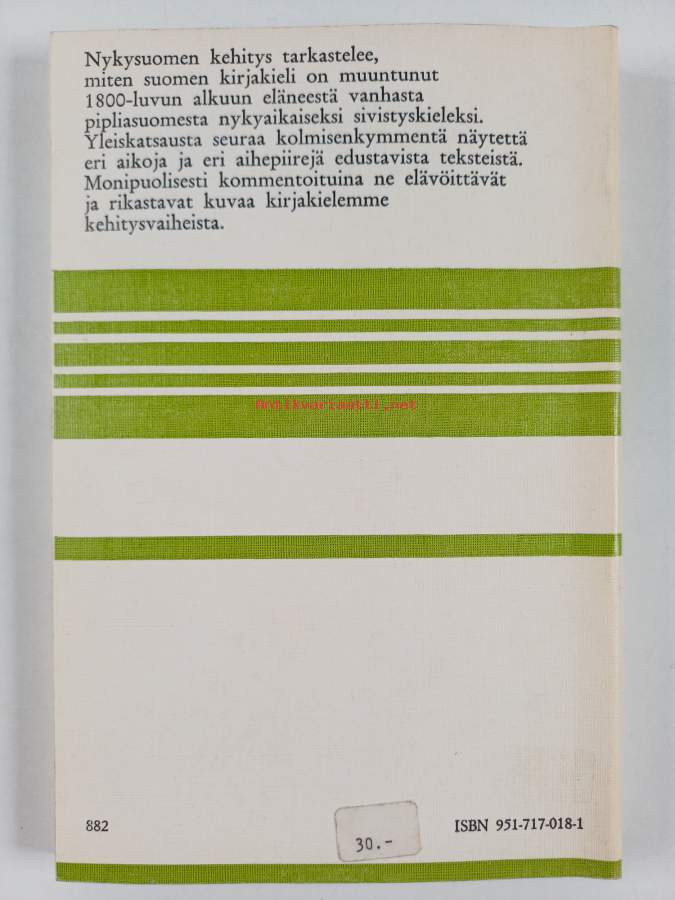 Nykysuomen kehitys tarkastelee,
miten suomen kirjakieli on muuntunut
1800-luvun alkuun eläneestä vanhasta
pipliasuomesta nykyaikaiseksi sivistyskieleksi.
Yleiskatsausta seuraa kolmisenkymmentä näytettä
eri aikoja ja eri aihepiirejä edustavista teksteistä.
Monipuolisesti kommentoituina ne elävöittävät
ja rikastavat kuvaa kirjakielemme
kehitysvaiheista.
Antikvariaatti.net
882
30.-
ISBN 951-717-018-1